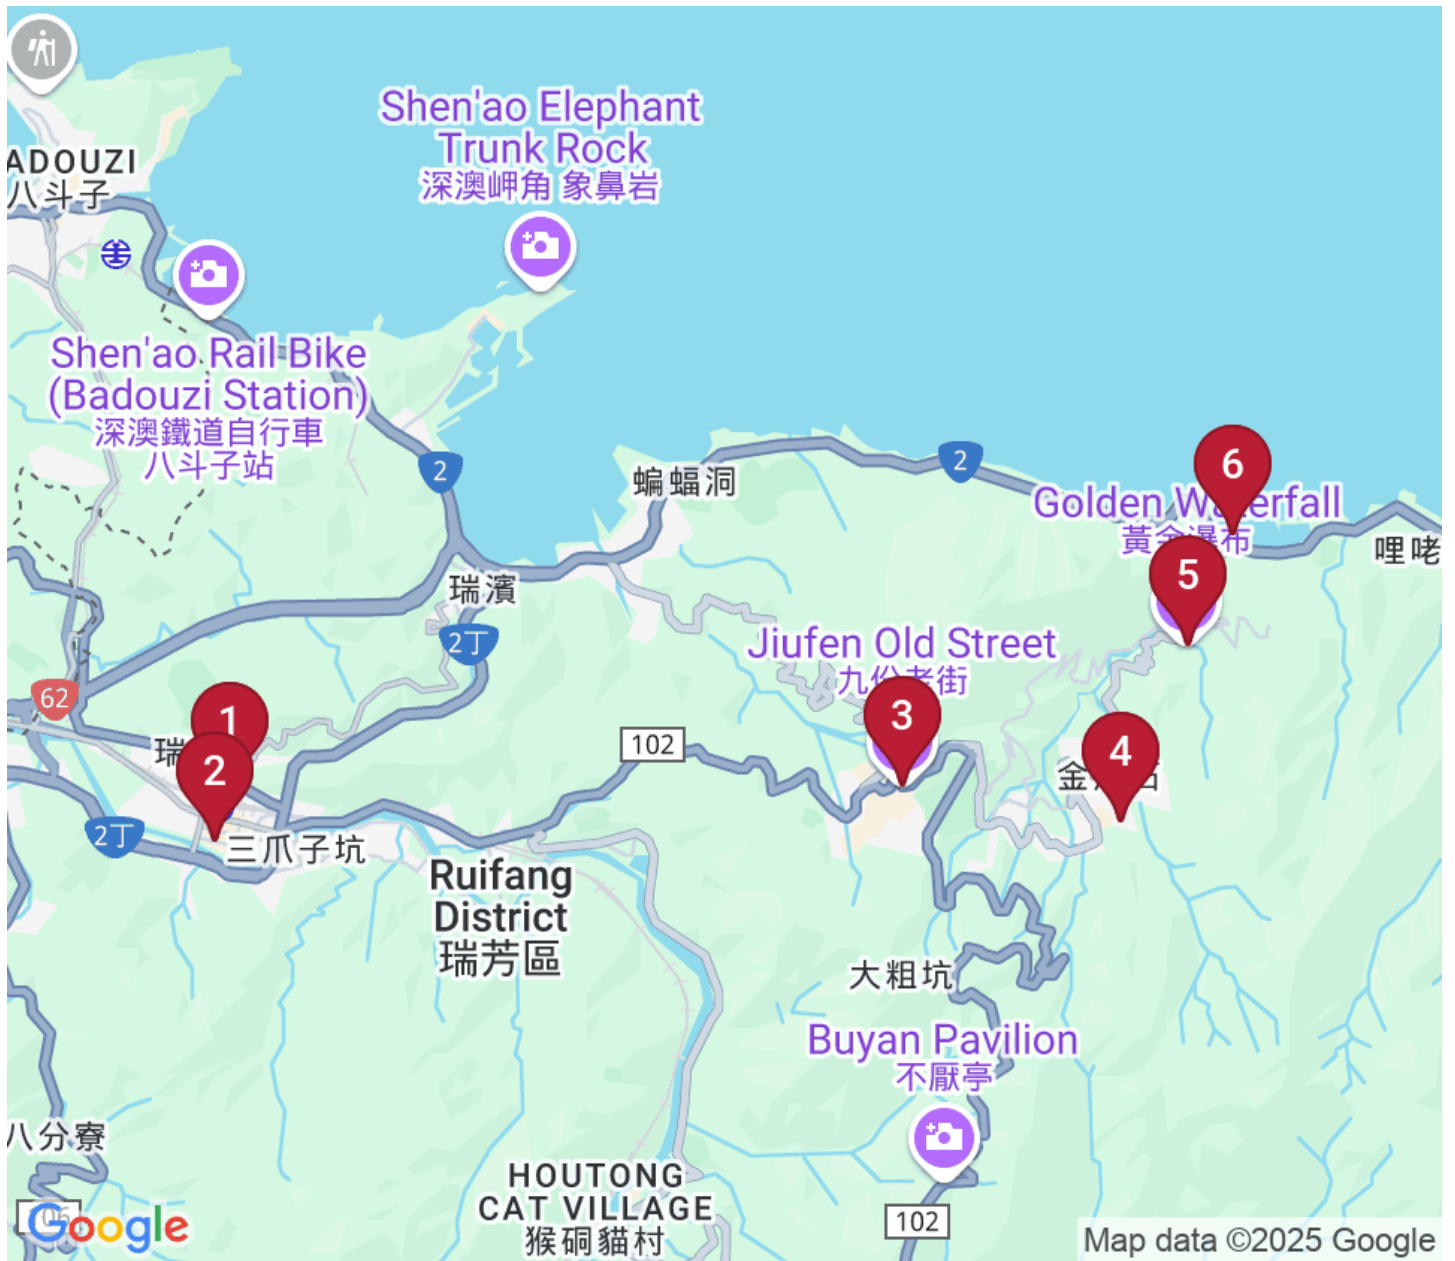 Shen'ao Elephant
Trunk Rock
深澳岬角 象鼻岩
ADOUZI
八斗子
Shen'ao Rail Bike
(Badouzi Station)
深澳鐵道自行車
八斗子站
2
2
蝙蝠洞
6
Golden Waterfall
黃金瀑布
哩咾
5
瑞濱
2丁
Jiufen Old Street
九份老街
62
1
瑞
3
102
4
金
2
2丁
三爪子坑
Ruifang
District
瑞芳區
大粗坑
Buyan Pavilion
不厭亭
八分寮
HOUTONG
CAT VILLAGE
猴硐貓村
102
Google
Map data ©2025 Google